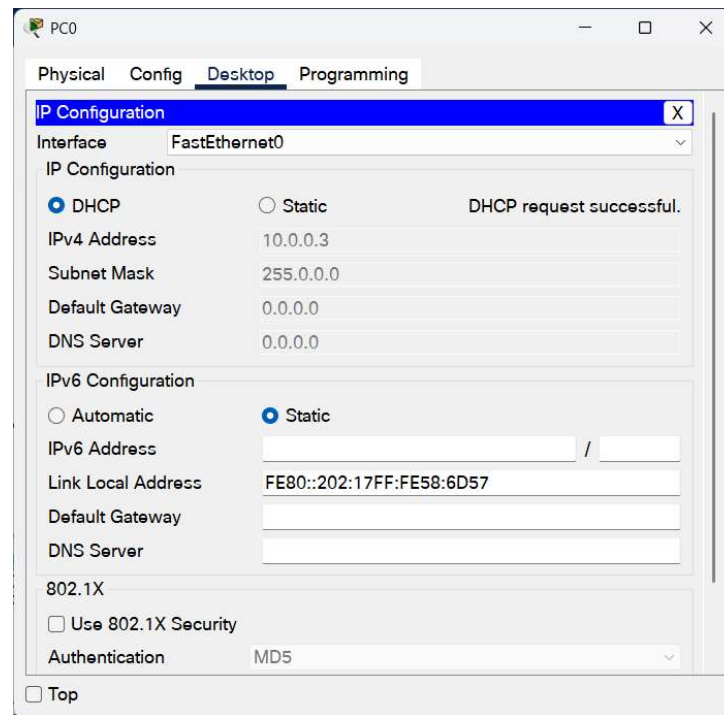 PC0
Physical Config Desktop Programming
IP Configuration X
Interface FastEthernet0
IP Configuration
DHCP Static DHCP request successful.
IPv4 Address 10.0.0.3
Subnet Mask 255.0.0.0
Default Gateway 0.0.0.0
DNS Server 0.0.0.0
IPv6 Configuration
Automatic Static
IPv6 Address /
Link Local Address FE80::202:17FF:FE58:6D57
Default Gateway
DNS Server
802.1X
Use 802.1X Security
Authentication MD5
Top